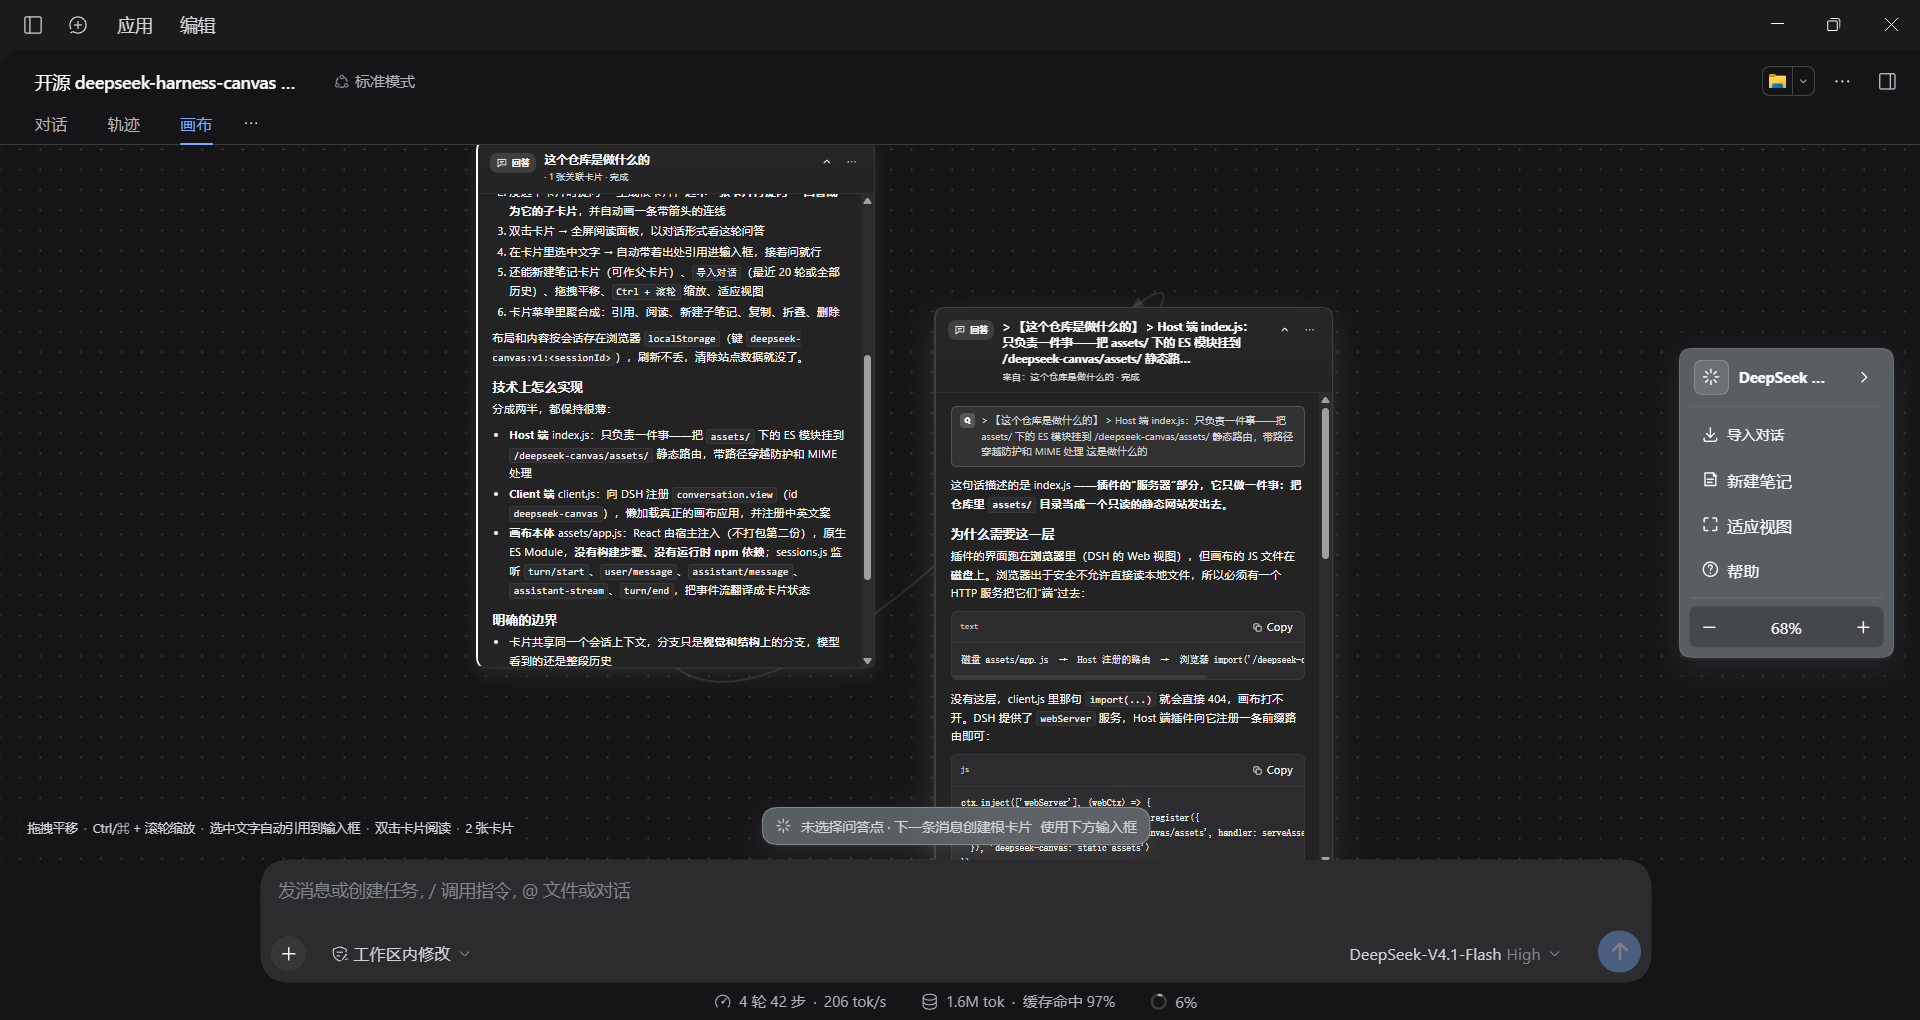 应用 编辑
开源 deepseek-harness-canvas ...
标准模式
对话 轨迹 画布 ...
回答
这个仓库是做什么的
· 1 张关联卡片 · 完成
为它的子卡片，并自动画一条带箭头的连线
3. 双击卡片 → 全屏阅读面板，以对话形式看这轮问答
4. 在卡片里选中文字 → 自动带着出处引用进输入框，接着问就行
5. 还能新建笔记卡片（可作父卡片）、导入对话（最近 20 轮或全部
历史）、拖拽平移、Ctrl + 滚轮 缩放、适应视图
6. 卡片菜单里聚合成：引用、阅读、新建子笔记、复制、折叠、删除
布局和内容按会话存在浏览器 localStorage （键 deepseek-
canvas:v1:<sessionId>），刷新不丢，清除站点数据就没了。
技术上怎么实现
分成两半，都保持很薄：
• Host 端 index.js：只负责一件事——把 assets/ 下的 ES 模块挂到
/deepseek-canvas/assets/ 静态路由，带路径穿越防护和 MIME
处理
• Client 端 client.js：向 DSH 注册 conversation.view （id
deepseek-canvas ），懒加载真正的画布应用，并注册中英文案
• 画布本体 assets/app.js：React 由宿主注入（不打包第二份），原生
ES Module，没有构建步骤、没有运行时 npm 依赖；sessions.js 监
听 turn/start 、 user/message 、 assistant/message 、
assistant-stream 、 turn/end ，把事件流翻译成卡片状态
明确的边界
• 卡片共享同一个会话上下文，分支只是视觉和结构上的分支，模型
看到的还是整段历史
回答
> 【这个仓库是做什么的】 > Host 端 index.js：
只负责一件事——把 assets/ 下的 ES 模块挂到
/deepseek-canvas/assets/ 静态路...
来自：这个仓库是做什么的 · 完成
Q > 【这个仓库是做什么的】 > Host 端 index.js：只负责一件事——把
assets/ 下的 ES 模块挂到 /deepseek-canvas/assets/ 静态路由，带路径
穿越防护和 MIME 处理 这是做什么的
这句话描述的是 index.js ——插件的"服务器"部分，它只做一件事：把
仓库里 assets/ 目录当成一个只读的静态网站发出去。
为什么需要这一层
插件的界面跑在浏览器里（DSH 的 Web 视图），但画布的 JS 文件在
磁盘上。浏览器出于安全不允许直接读本地文件，所以必须有一个
HTTP 服务把它们"端"过去：
text Copy
磁盘 assets/app.js → Host 注册的路由 → 浏览器 import('/deepseek-c
没有这层，client.js 里那句 import(...) 就会直接 404，画布打不
开。DSH 提供了 webServer 服务，Host 端插件向它注册一条前缀路
由即可：
js Copy
ctx.inject(['webServer'], (webCtx) => {
register({
nvas/assets', handler: serveAsse
}), 'deepseek-canvas: static assets')
DeepSeek ...
导入对话
新建笔记
适应视图
帮助
− 68% +
拖拽平移 · Ctrl/⌘ + 滚轮缩放 · 选中文字自动引用到输入框 · 双击卡片阅读 · 2 张卡片
未选择问答点 · 下一条消息创建根卡片 使用下方输入框
发消息或创建任务, / 调用指令, @ 文件或对话
+ 工作区内修改
DeepSeek-V4.1-Flash High
4 轮 42 步 · 206 tok/s
1.6M tok · 缓存命中 97%
6%